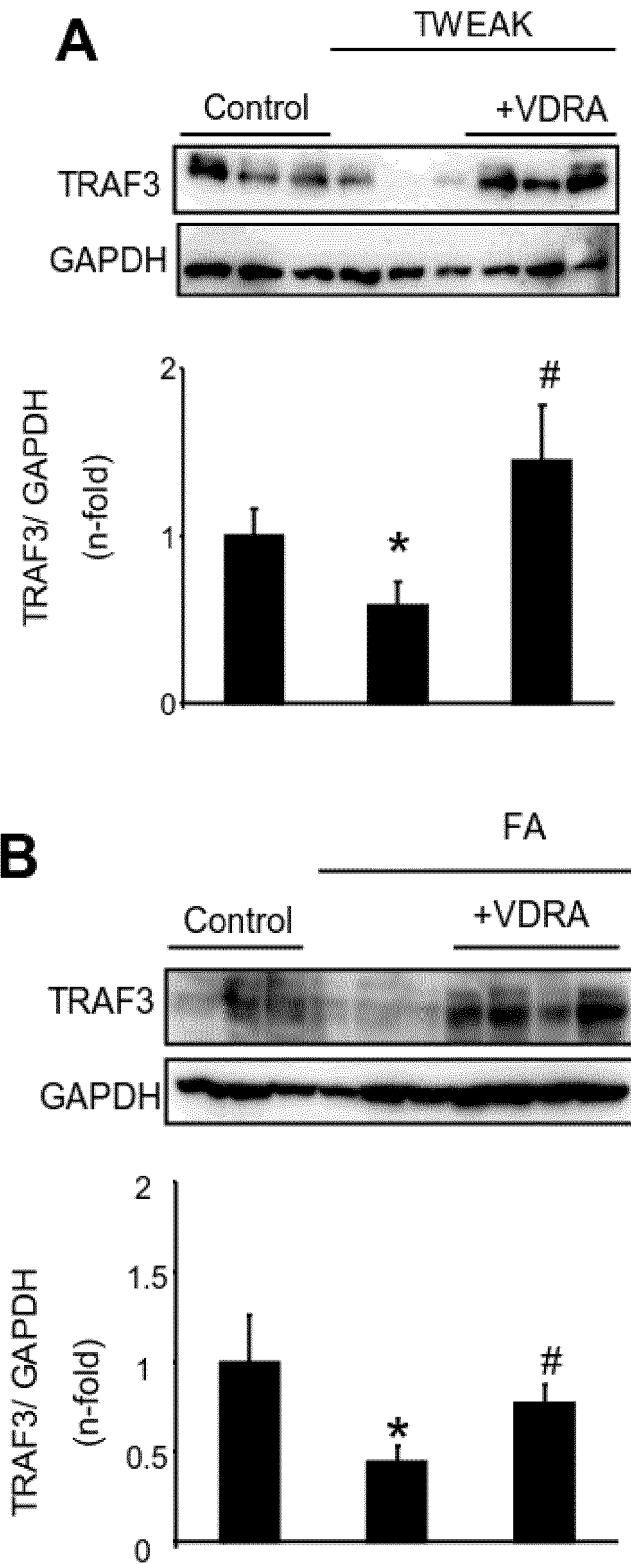 A
TWEAK
Control
+VDRA
TRAF3
GAPDH
2
1
0
TRAF3/ GAPDH
(n-fold)
*
#
B
FA
Control
+VDRA
TRAF3
GAPDH
2
1.5
1
0.5
0
TRAF3/ GAPDH
(n-fold)
*
#